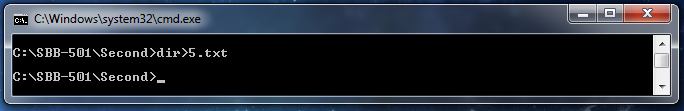 C:\Windows\system32\cmd.exe
C:\SBB-501\Second>dir>5.txt
C:\SBB-501\Second>_